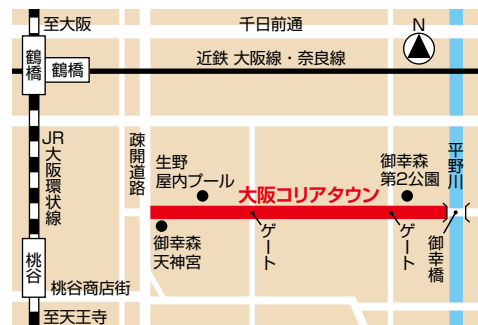 至大阪
千日前通
N
鶴橋
鶴橋
近鉄 大阪線・奈良線
JR大阪環状線
疎開道路
生野
屋内プール
大阪コリアタウン
御幸森
第2公園
平野川
御幸森
天神宮
ゲート
ゲート
御幸橋
桃谷
桃谷商店街
至天王寺